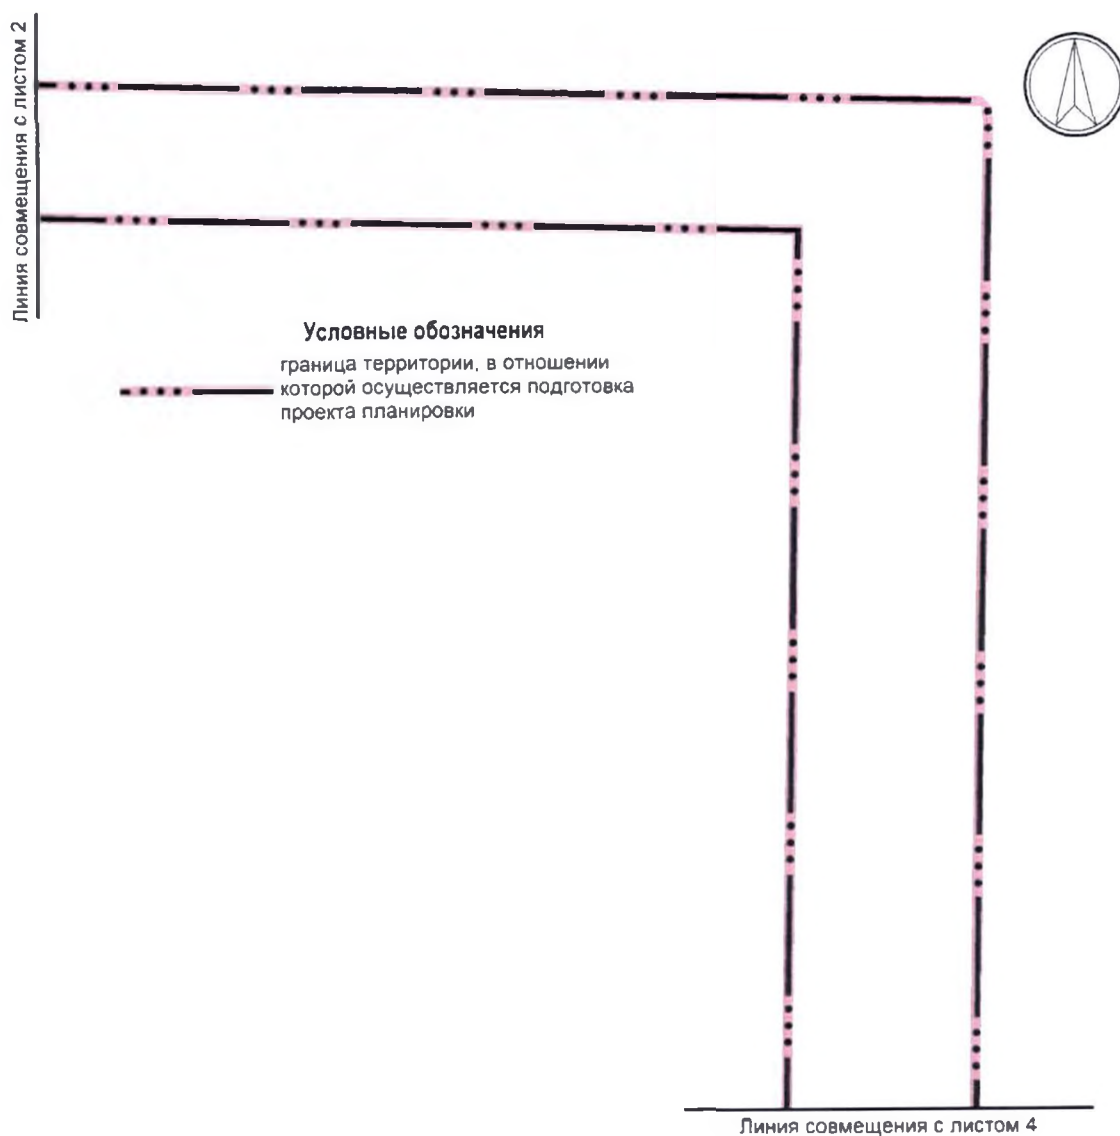 Линия совмещения с листом 2
Условные обозначения
граница территории, в отношении
которой осуществляется подготовка
проекта планировки
Линия совмещения с листом 4